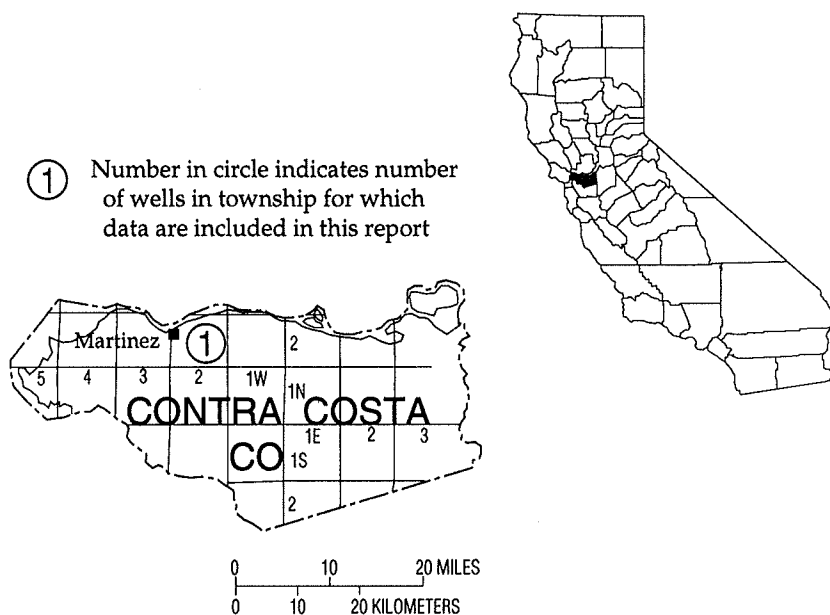 1 Number in circle indicates number
of wells in township for which
data are included in this report
Martinez 1 2
5 4 3 2 1W
1N
CONTRA COSTA
1E 2 3
CO 1S
2
0 10 20 MILES
0 10 20 KILOMETERS